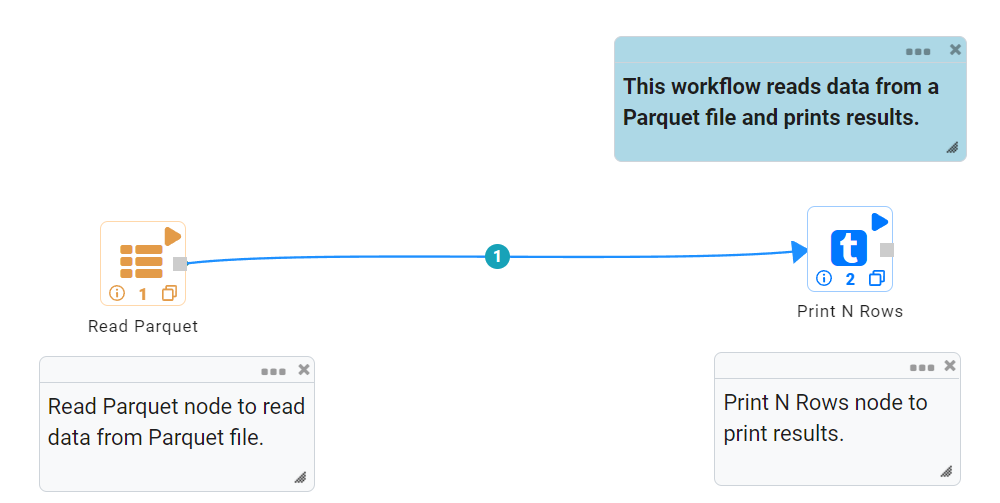 This workflow reads data from a
Parquet file and prints results.
1
t
1
2
Read Parquet
Print N Rows
Read Parquet node to read
data from Parquet file.
Print N Rows node to
print results.